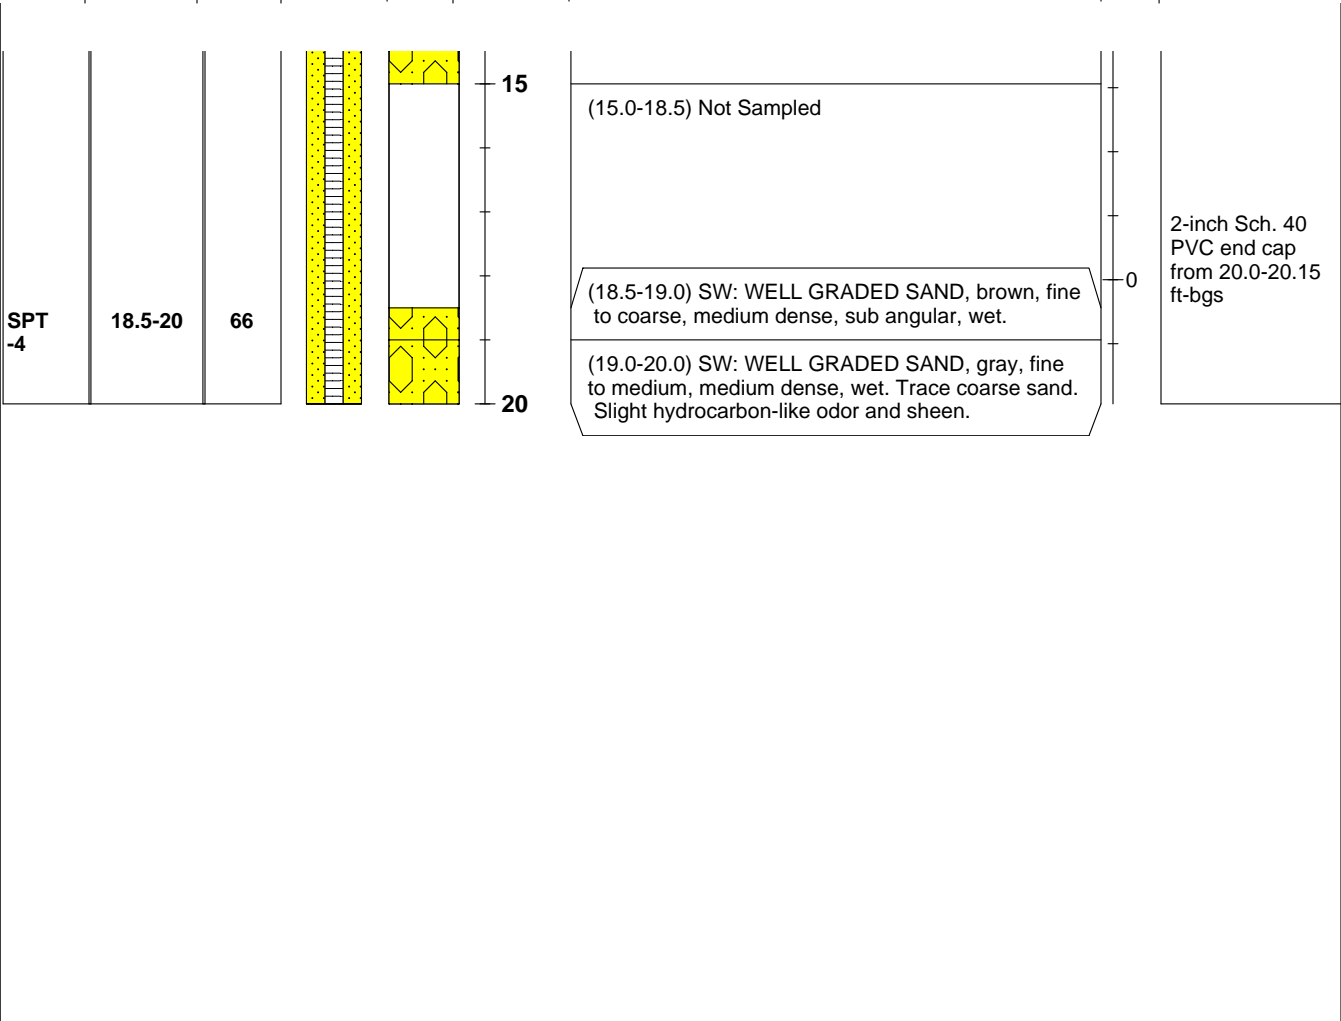 15
(15.0-18.5) Not Sampled
2-inch Sch. 40
PVC end cap
from 20.0-20.15
ft-bgs
0
(18.5-19.0) SW: WELL GRADED SAND, brown, fine
to coarse, medium dense, sub angular, wet.
SPT
-4
18.5-20
66
(19.0-20.0) SW: WELL GRADED SAND, gray, fine
to medium, medium dense, wet. Trace coarse sand.
Slight hydrocarbon-like odor and sheen.
20